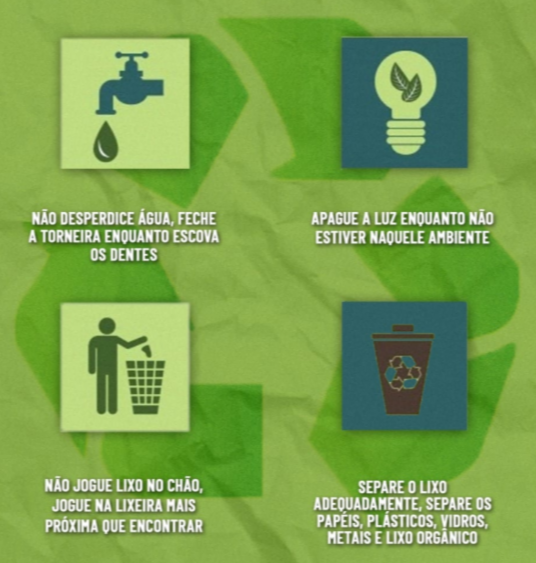 NÃO DESPERDICE ÁGUA, FECHE
A TORNEIRA ENQUANTO ESCOVA
OS DENTES
APAGUE A LUZ ENQUANTO NÃO
ESTIVER NAQUELE AMBIENTE
NÃO JOGUE LIXO NO CHÃO,
JOGUE NA LIXEIRA MAIS
PRÓXIMA QUE ENCONTRAR
SEPARE O LIXO
ADEQUADAMENTE, SEPARE OS
PAPÉIS, PLÁSTICOS, VIDROS,
METAIS E LIXO ORGÂNICO